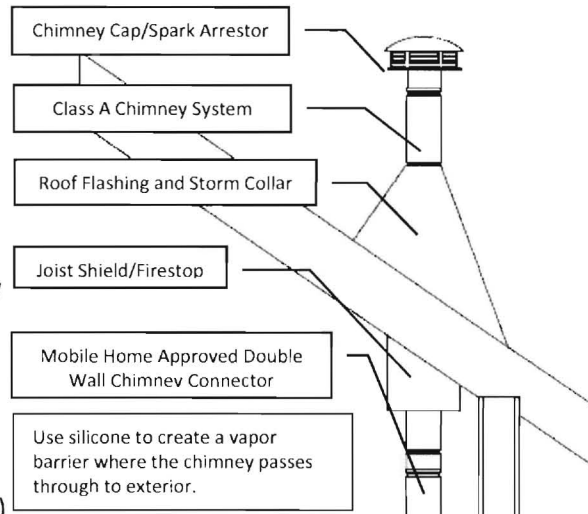 Chimney Cap/Spark Arrestor
Class A Chimney System
Roof Flashing and Storm Collar
Joist Shield/Firestop
Mobile Home Approved Double
Wall Chimney Connector
Use silicone to create a vapor
barrier where the chimney passes
through to exterior.